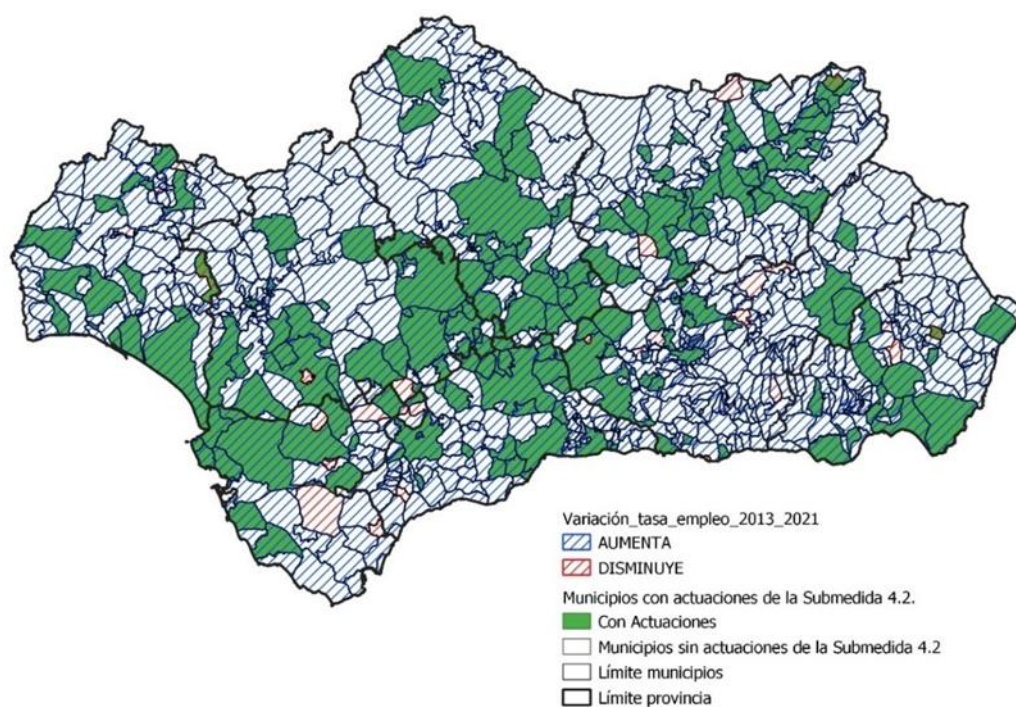 Variación_tasa_empleo_2013_2021
AUMENTA
DISMINUYE
Municipios con actuaciones de la Submedida 4.2.
Con Actuaciones
Municipios sin actuaciones de la Submedida 4.2
Límite municipios
Límite provincia